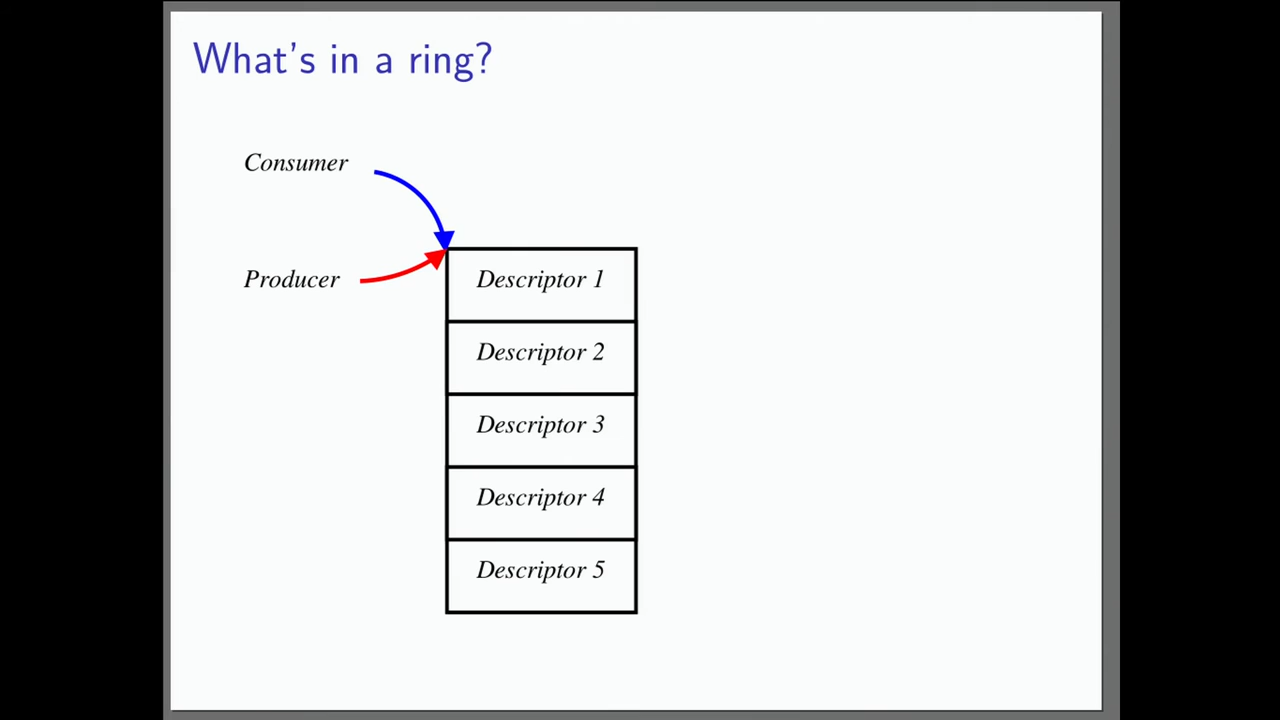 What's in a ring?
Consumer
Producer
Descriptor 1
Descriptor 2
Descriptor 3
Descriptor 4
Descriptor 5